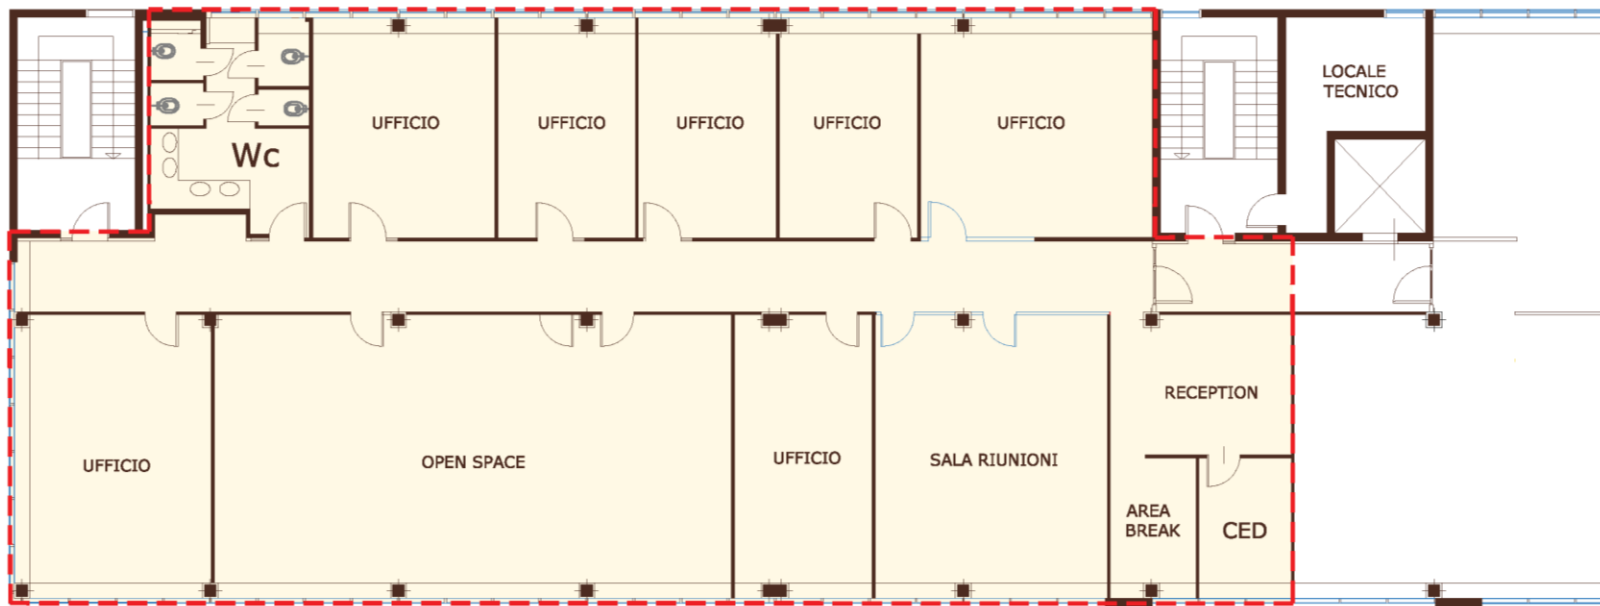 LOCALE
TECNICO
UFFICIO
UFFICIO
UFFICIO
UFFICIO
UFFICIO
Wc
RECEPTION
UFFICIO
OPEN SPACE
UFFICIO
SALA RIUNIONI
AREA
BREAK
CED